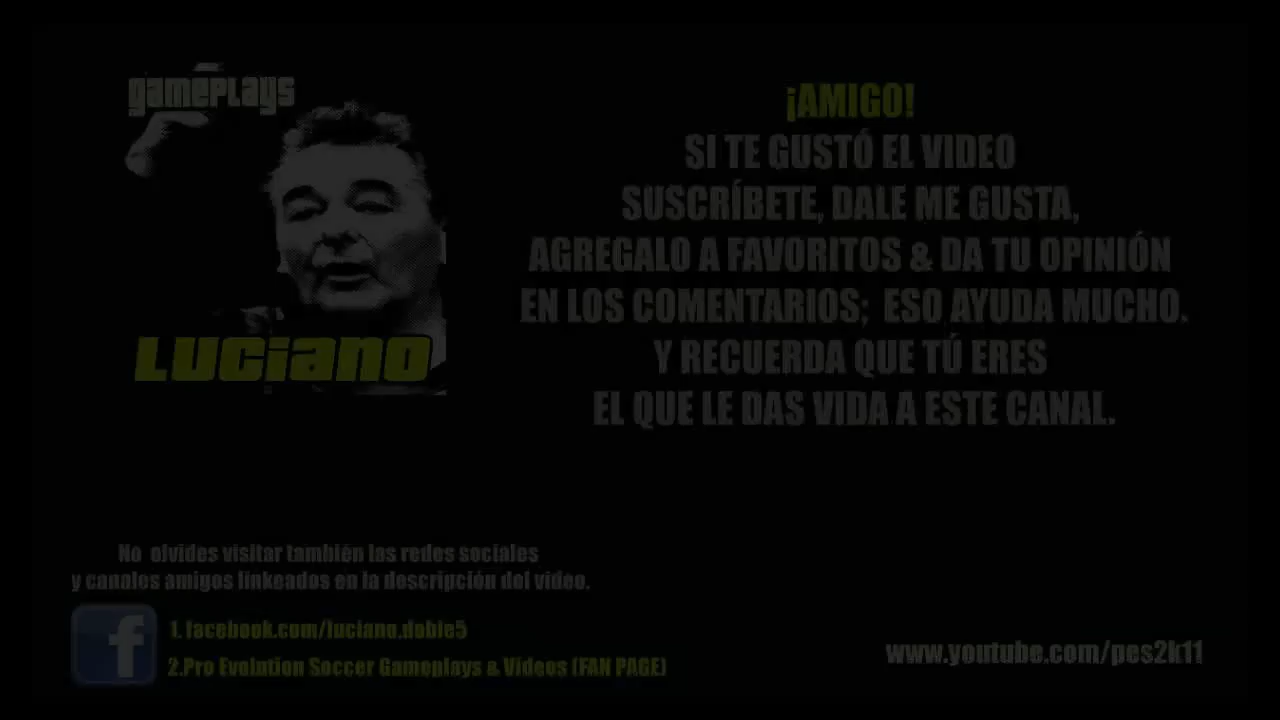 gamePlays
Luciano
¡AMIGO!
SI TE GUSTÓ EL VIDEO
SUSCRÍBETE, DALE ME GUSTA,
AGREGALO A FAVORITOS & DA TU OPINIÓN
EN LOS COMENTARIOS; ESO AYUDA MUCHO.
Y RECUERDA QUE TÚ ERES
EL QUE LE DAS VIDA A ESTE CANAL.
No olvides visitar también las redes sociales
y canales amigos linkeados en la descripción del video.
f
1. facebook.com/luciano.doble5
2.Pro Evolution Soccer Gameplays & Videos (FAN PAGE)
www.youtube.com/pes2k11